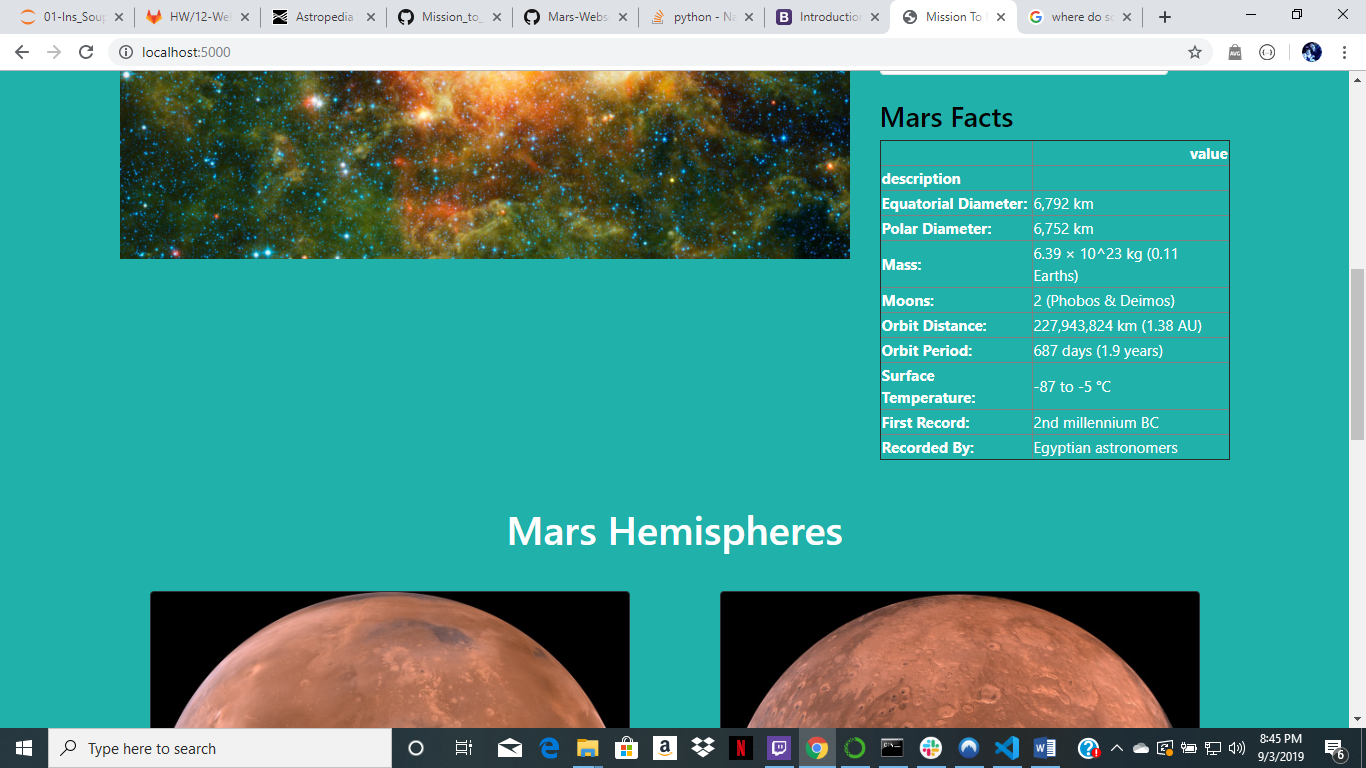 01-Ins_Soup
HW/12-Web
Astropedia
Mission_to_
Mars-Webs
python - Na
Introduction
Mission To
where do sc
localhost:5000
AVG
Mars Facts
value
description
Equatorial Diameter: 6,792 km
Polar Diameter: 6,752 km
Mass: 6.39 × 10^23 kg (0.11
Earths)
Moons: 2 (Phobos & Deimos)
Orbit Distance: 227,943,824 km (1.38 AU)
Orbit Period: 687 days (1.9 years)
Surface
Temperature: -87 to -5 °C
First Record: 2nd millennium BC
Recorded By: Egyptian astronomers
Mars Hemispheres
Type here to search
8:45 PM
9/3/2019
6